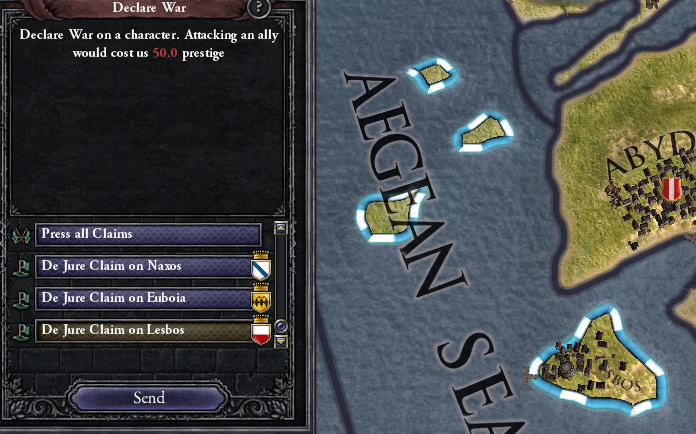 Declare War
?
Declare War on a character. Attacking an ally
would cost us 50.0 prestige
Press all Claims
De Jure Claim on Naxos
De Jure Claim on Euboia
De Jure Claim on Lesbos
Send
AEGEAN SEA
ABYD
SBOS